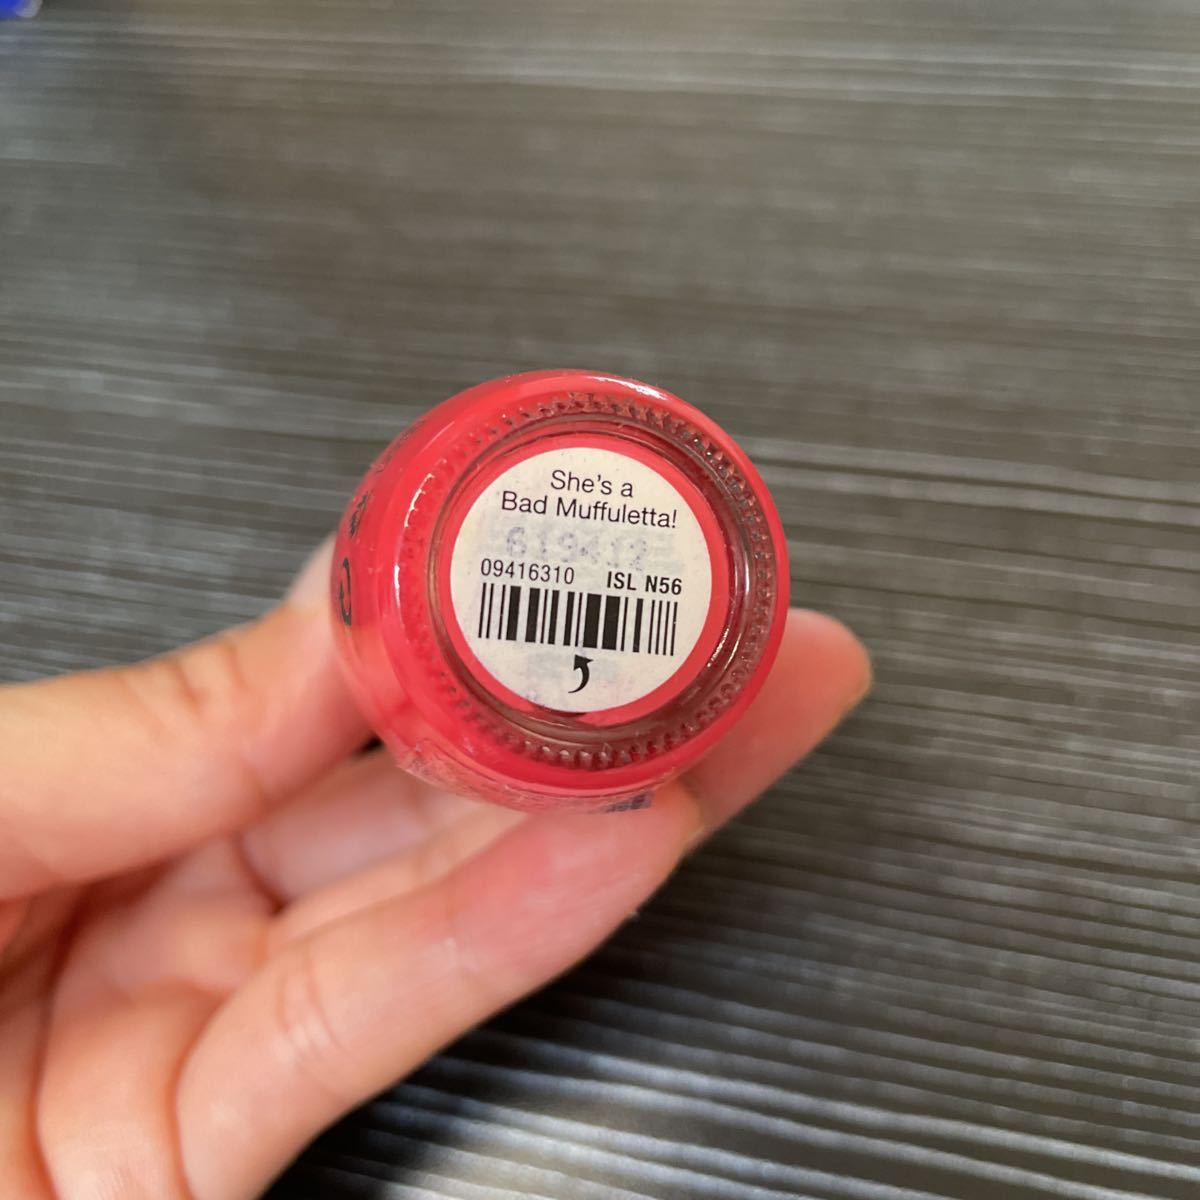 She's a
Bad Muffuletta!
09416310 ISL N56